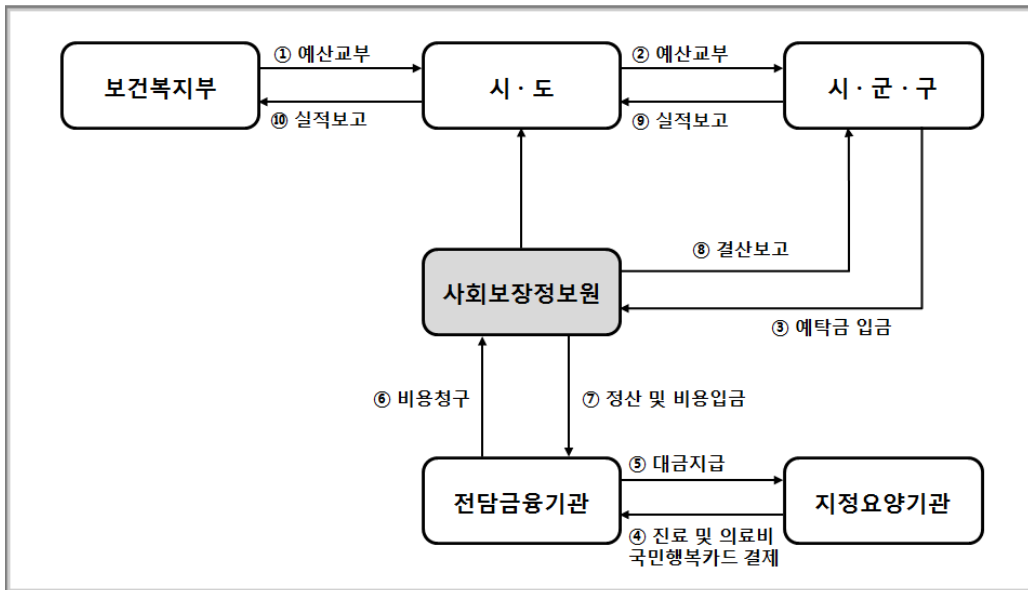 ① 예산교부
② 예산교부
보건복지부
시 · 도
시 · 군 · 구
⑩ 실적보고
⑨ 실적보고
⑧ 결산보고
사회보장정보원
③ 예탁금 입금
⑥ 비용청구
⑦ 정산 및 비용입금
⑤ 대금지급
전담금융기관
지정요양기관
④ 진료 및 의료비
국민행복카드 결제